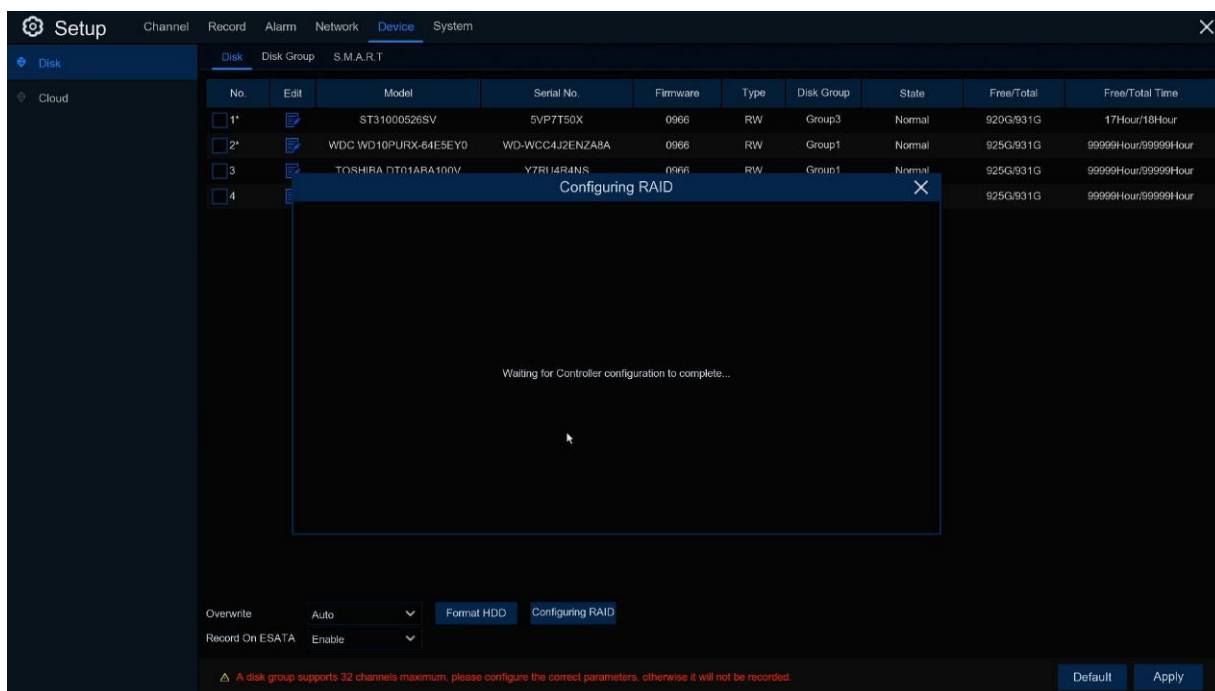 Setup Channel Record Alarm Network Device System
Disk
Cloud
Disk Disk Group S.M.A.R.T
No. Edit Model Serial No. Firmware Type Disk Group State Free/Total Free/Total Time
1* ST31000526SV 5VP7T50X 0966 RW Group3 Normal 920G/931G 17Hour/18Hour
2* WDC WD10PURX-64E5EY0 WD-WCC4J2ENZA8A 0966 RW Group1 Normal 925G/931G 99999Hour/99999Hour
3 TOSHIBA DT01ABA100V Y7RU4R4NS 0966 RW Group1 Normal 925G/931G 99999Hour/99999Hour
4 925G/931G 99999Hour/99999Hour
Configuring RAID
Waiting for Controller configuration to complete...
Overwrite Auto Format HDD Configuring RAID
Record On ESATA Enable
A disk group supports 32 channels maximum, please configure the correct parameters, otherwise it will not be recorded.
Default Apply